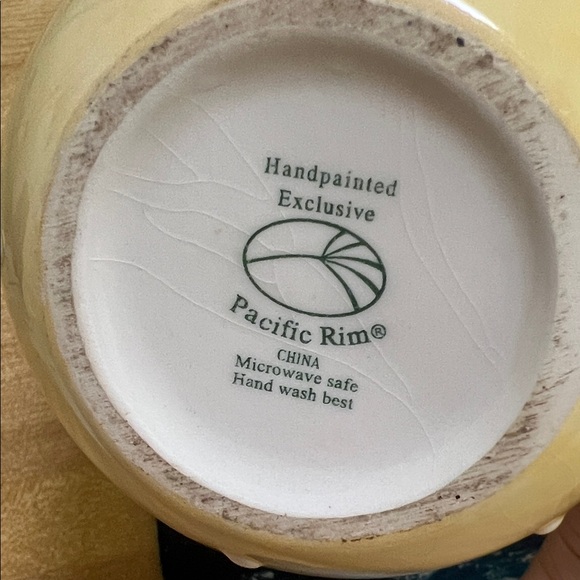 Handpainted
Exclusive
Pacific Rim®
CHINA
Microwave safe
Hand wash best